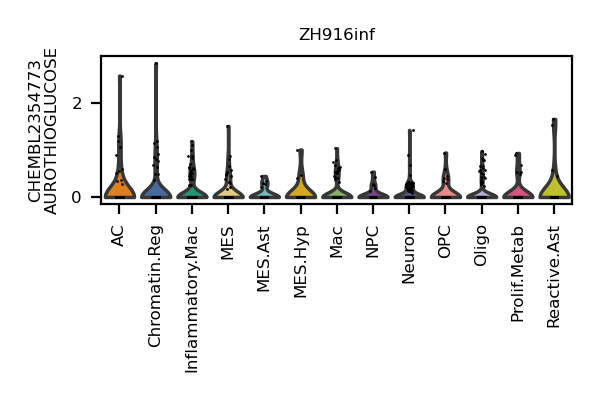 ZH916inf
CHEMBL2354773
AUROTHIOGLUCOSE
2
0
AC
Chromatin.Reg
Inflammatory.Mac
MES
MES.Ast
MES.Hyp
Mac
NPC
Neuron
OPC
Oligo
Prolif.Metab
Reactive.Ast